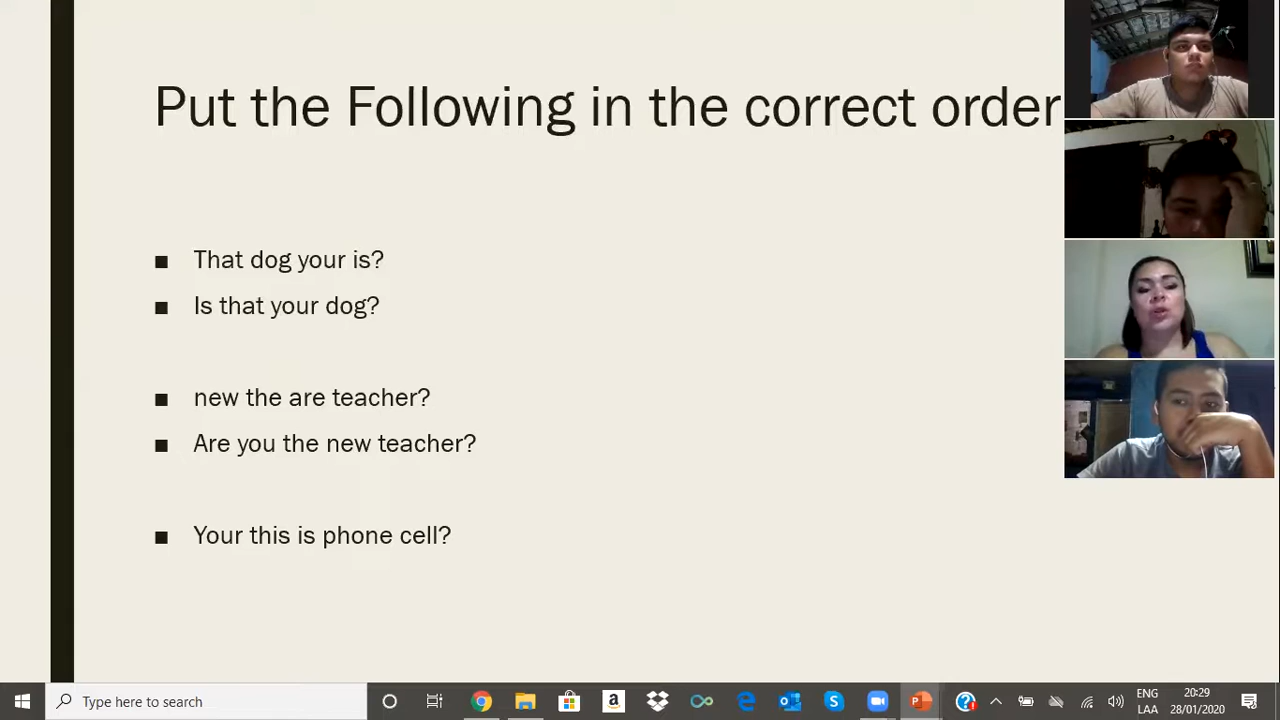 Put the Following in the correct order
That dog your is?
Is that your dog?
new the are teacher?
Are you the new teacher?
Your this is phone cell?
Type here to search
ENG
LAA
20:29
28/01/2020